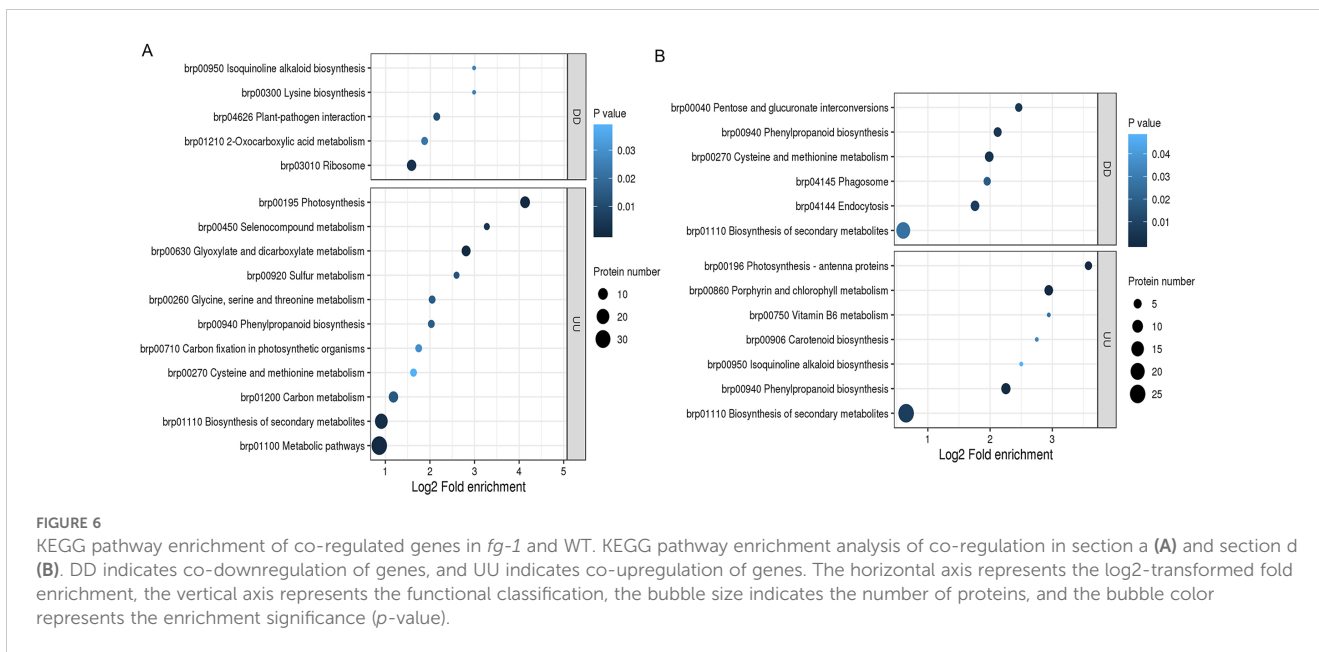 A
brp00950 Isoquinoline alkaloid biosynthesis
brp00300 Lysine biosynthesis
brp04626 Plant-pathogen interaction
brp01210 2-Oxocarboxylic acid metabolism
brp03010 Ribosome
DD
brp00195 Photosynthesis
brp00450 Selenocompound metabolism
brp00630 Glyoxylate and dicarboxylate metabolism
brp00920 Sulfur metabolism
brp00260 Glycine, serine and threonine metabolism
brp00940 Phenylpropanoid biosynthesis
brp00710 Carbon fixation in photosynthetic organisms
brp00270 Cysteine and methionine metabolism
brp01200 Carbon metabolism
brp01110 Biosynthesis of secondary metabolites
brp01100 Metabolic pathways
UU
1 2 3 4 5
Log2 Fold enrichment
P value
0.03
0.02
0.01
Protein number
10
20
30
B
brp00040 Pentose and glucuronate interconversions
brp00940 Phenylpropanoid biosynthesis
brp00270 Cysteine and methionine metabolism
brp04145 Phagosome
brp04144 Endocytosis
brp01110 Biosynthesis of secondary metabolites
DD
brp00196 Photosynthesis - antenna proteins
brp00860 Porphyrin and chlorophyll metabolism
brp00750 Vitamin B6 metabolism
brp00906 Carotenoid biosynthesis
brp00950 Isoquinoline alkaloid biosynthesis
brp00940 Phenylpropanoid biosynthesis
brp01110 Biosynthesis of secondary metabolites
UU
1 2 3
Log2 Fold enrichment
P value
0.04
0.03
0.02
0.01
Protein number
5
10
15
20
25
FIGURE 6
KEGG pathway enrichment of co-regulated genes in fg-1 and WT. KEGG pathway enrichment analysis of co-regulation in section a (A) and section d
(B). DD indicates co-downregulation of genes, and UU indicates co-upregulation of genes. The horizontal axis represents the log2-transformed fold
enrichment, the vertical axis represents the functional classification, the bubble size indicates the number of proteins, and the bubble color
represents the enrichment significance (p-value).